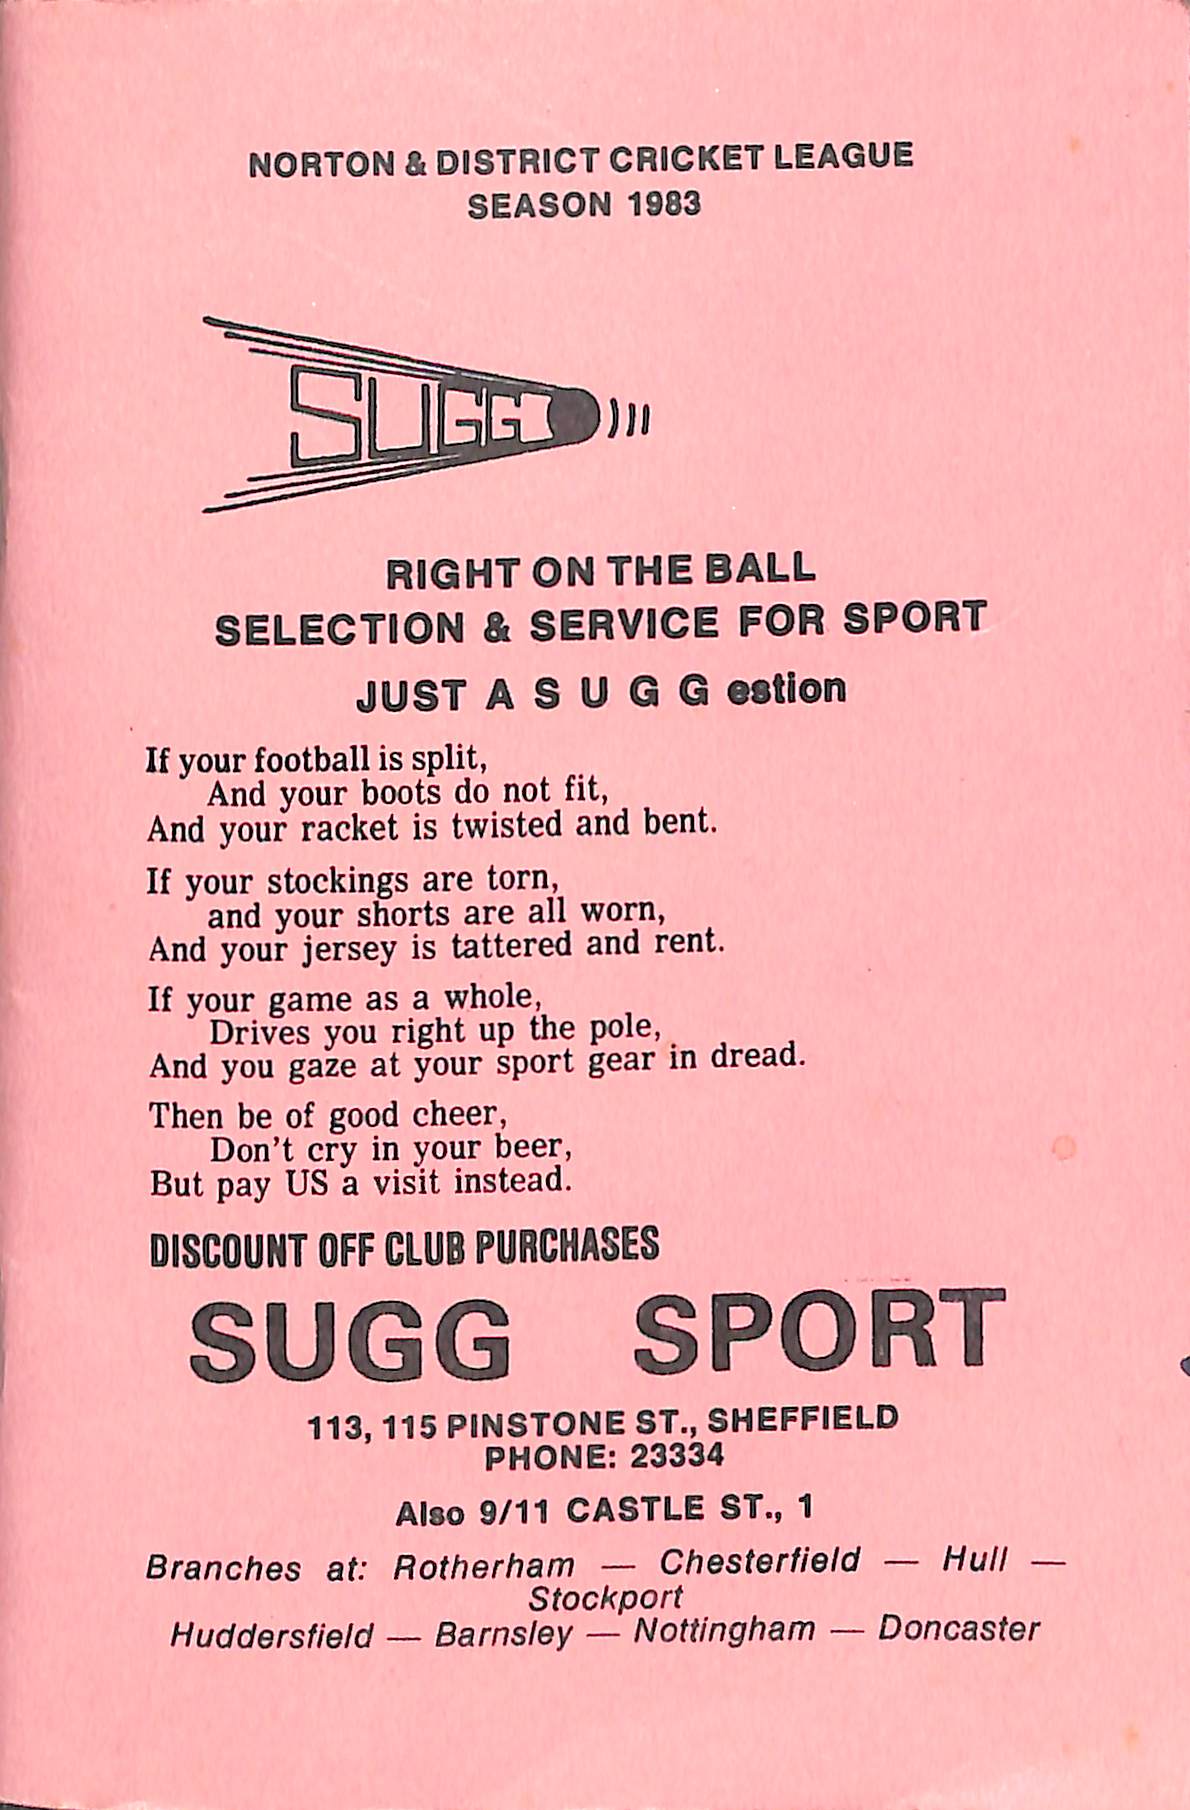 NORTON & DISTRICT CRICKET LEAGUE
SEASON 1983
SUGG
RIGHT ON THE BALL
SELECTION & SERVICE FOR SPORT
JUST A S U G G estion
If your football is split,
And your boots do not fit,
And your racket is twisted and bent.
If your stockings are torn,
and your shorts are all worn,
And your jersey is tattered and rent.
If your game as a whole,
Drives you right up the pole,
And you gaze at your sport gear in dread.
Then be of good cheer,
Don't cry in your beer,
But pay US a visit instead.
DISCOUNT OFF CLUB PURCHASES
SUGG SPORT
113, 115 PINSTONE ST., SHEFFIELD
PHONE: 23334
Also 9/11 CASTLE ST., 1
Branches at: Rotherham — Chesterfield — Hull —
Stockport
Huddersfield — Barnsley — Nottingham — Doncaster